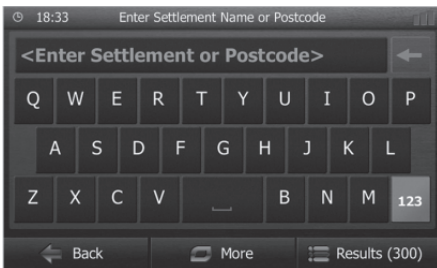 18:33 Enter Settlement Name or Postcode
<Enter Settlement or Postcode>
Q W E R T Y U I O P
A S D F G H J K L
Z X C V B N M 123
Back More Results (300)